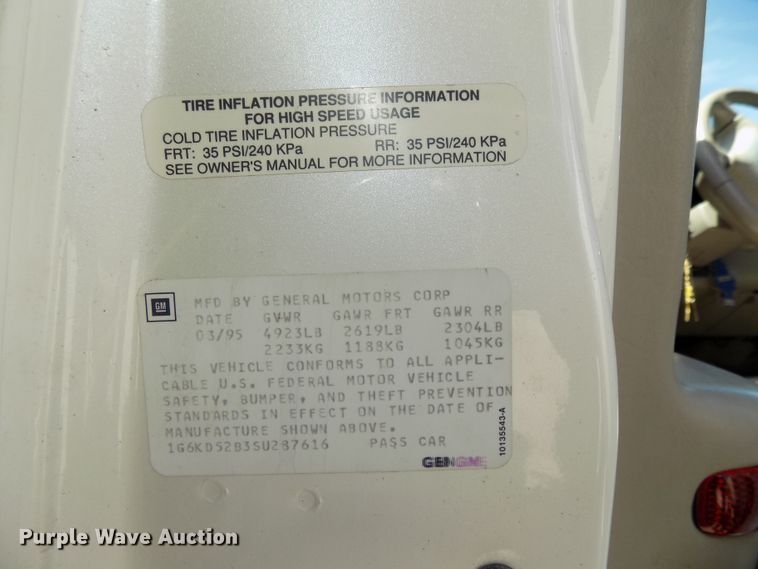 TIRE INFLATION PRESSURE INFORMATION
FOR HIGH SPEED USAGE
COLD TIRE INFLATION PRESSURE
FRT: 35 PSI/240 KPa RR: 35 PSI/240 KPa
SEE OWNER'S MANUAL FOR MORE INFORMATION
GM
MFD BY GENERAL MOTORS CORP
DATE GVWR GAWR FRT GAWR RR
03/95 4923LB 2619LB 2304LB
2233KG 1188KG 1045KG
THIS VEHICLE CONFORMS TO ALL APPLI-
CABLE U.S. FEDERAL MOTOR VEHICLE
SAFETY, BUMPER, AND THEFT PREVENTION
STANDARDS IN EFFECT ON THE DATE OF
MANUFACTURE SHOWN ABOVE.
1G6KD52B3SU287616 PASS CAR
10135543-A
Purple Wave Auction